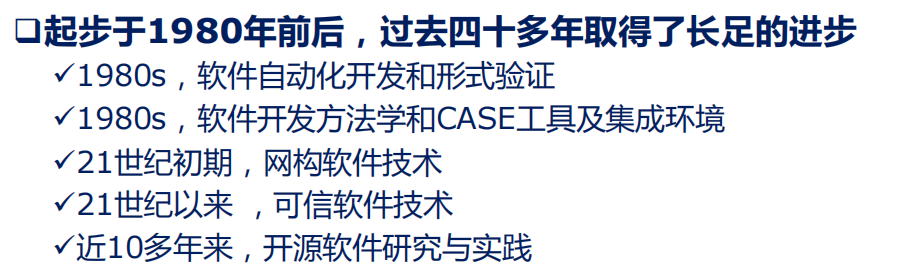 ❑起步于1980年前后，过去四十多年取得了长足的进步
✓1980s，软件自动化开发和形式验证
✓1980s，软件开发方法学和CASE工具及集成环境
✓21世纪初期，网构软件技术
✓21世纪以来 ，可信软件技术
✓近10多年来，开源软件研究与实践